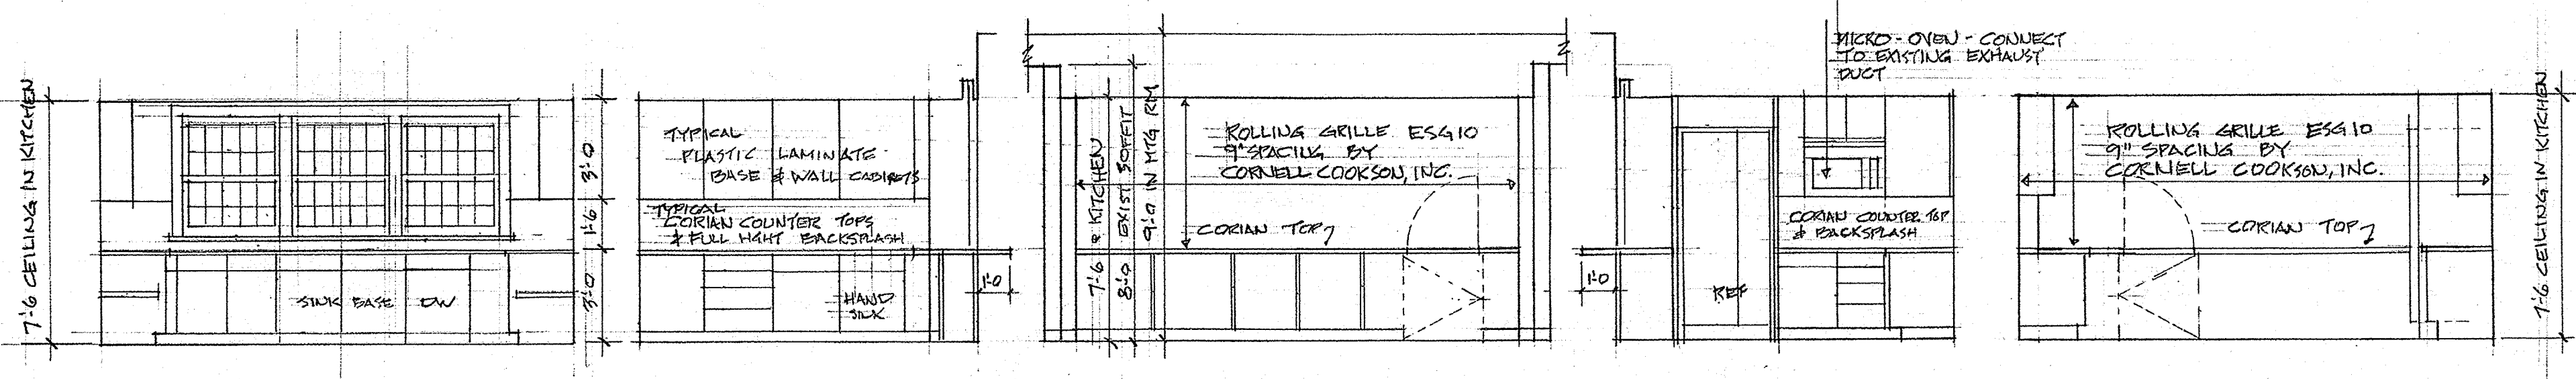 7'-6 CEILING IN KITCHEN
SINK BASE DW
3'-0
1'-6
3'-0
TYPICAL
PLASTIC LAMINATE
BASE & WALL CABINETS
TYPICAL
CORIAN COUNTER TOPS
& FULL HGHT BACKSPLASH
HAND
SINK
1'-0
7'-6 @ KITCHEN
8'-0 EXIST SOFFIT
9'-0 IN MTG RM
ROLLING GRILLE ESG10
9" SPACING BY
CORNELL COOKSON, INC.
CORIAN TOP
1'-0
REF
MICRO-OVEN - CONNECT
TO EXISTING EXHAUST
DUCT
CORIAN COUNTER TOP
& BACKSPLASH
ROLLING GRILLE ESG10
9" SPACING BY
CORNELL COOKSON, INC.
CORIAN TOP
7'-6 CEILING IN KITCHEN